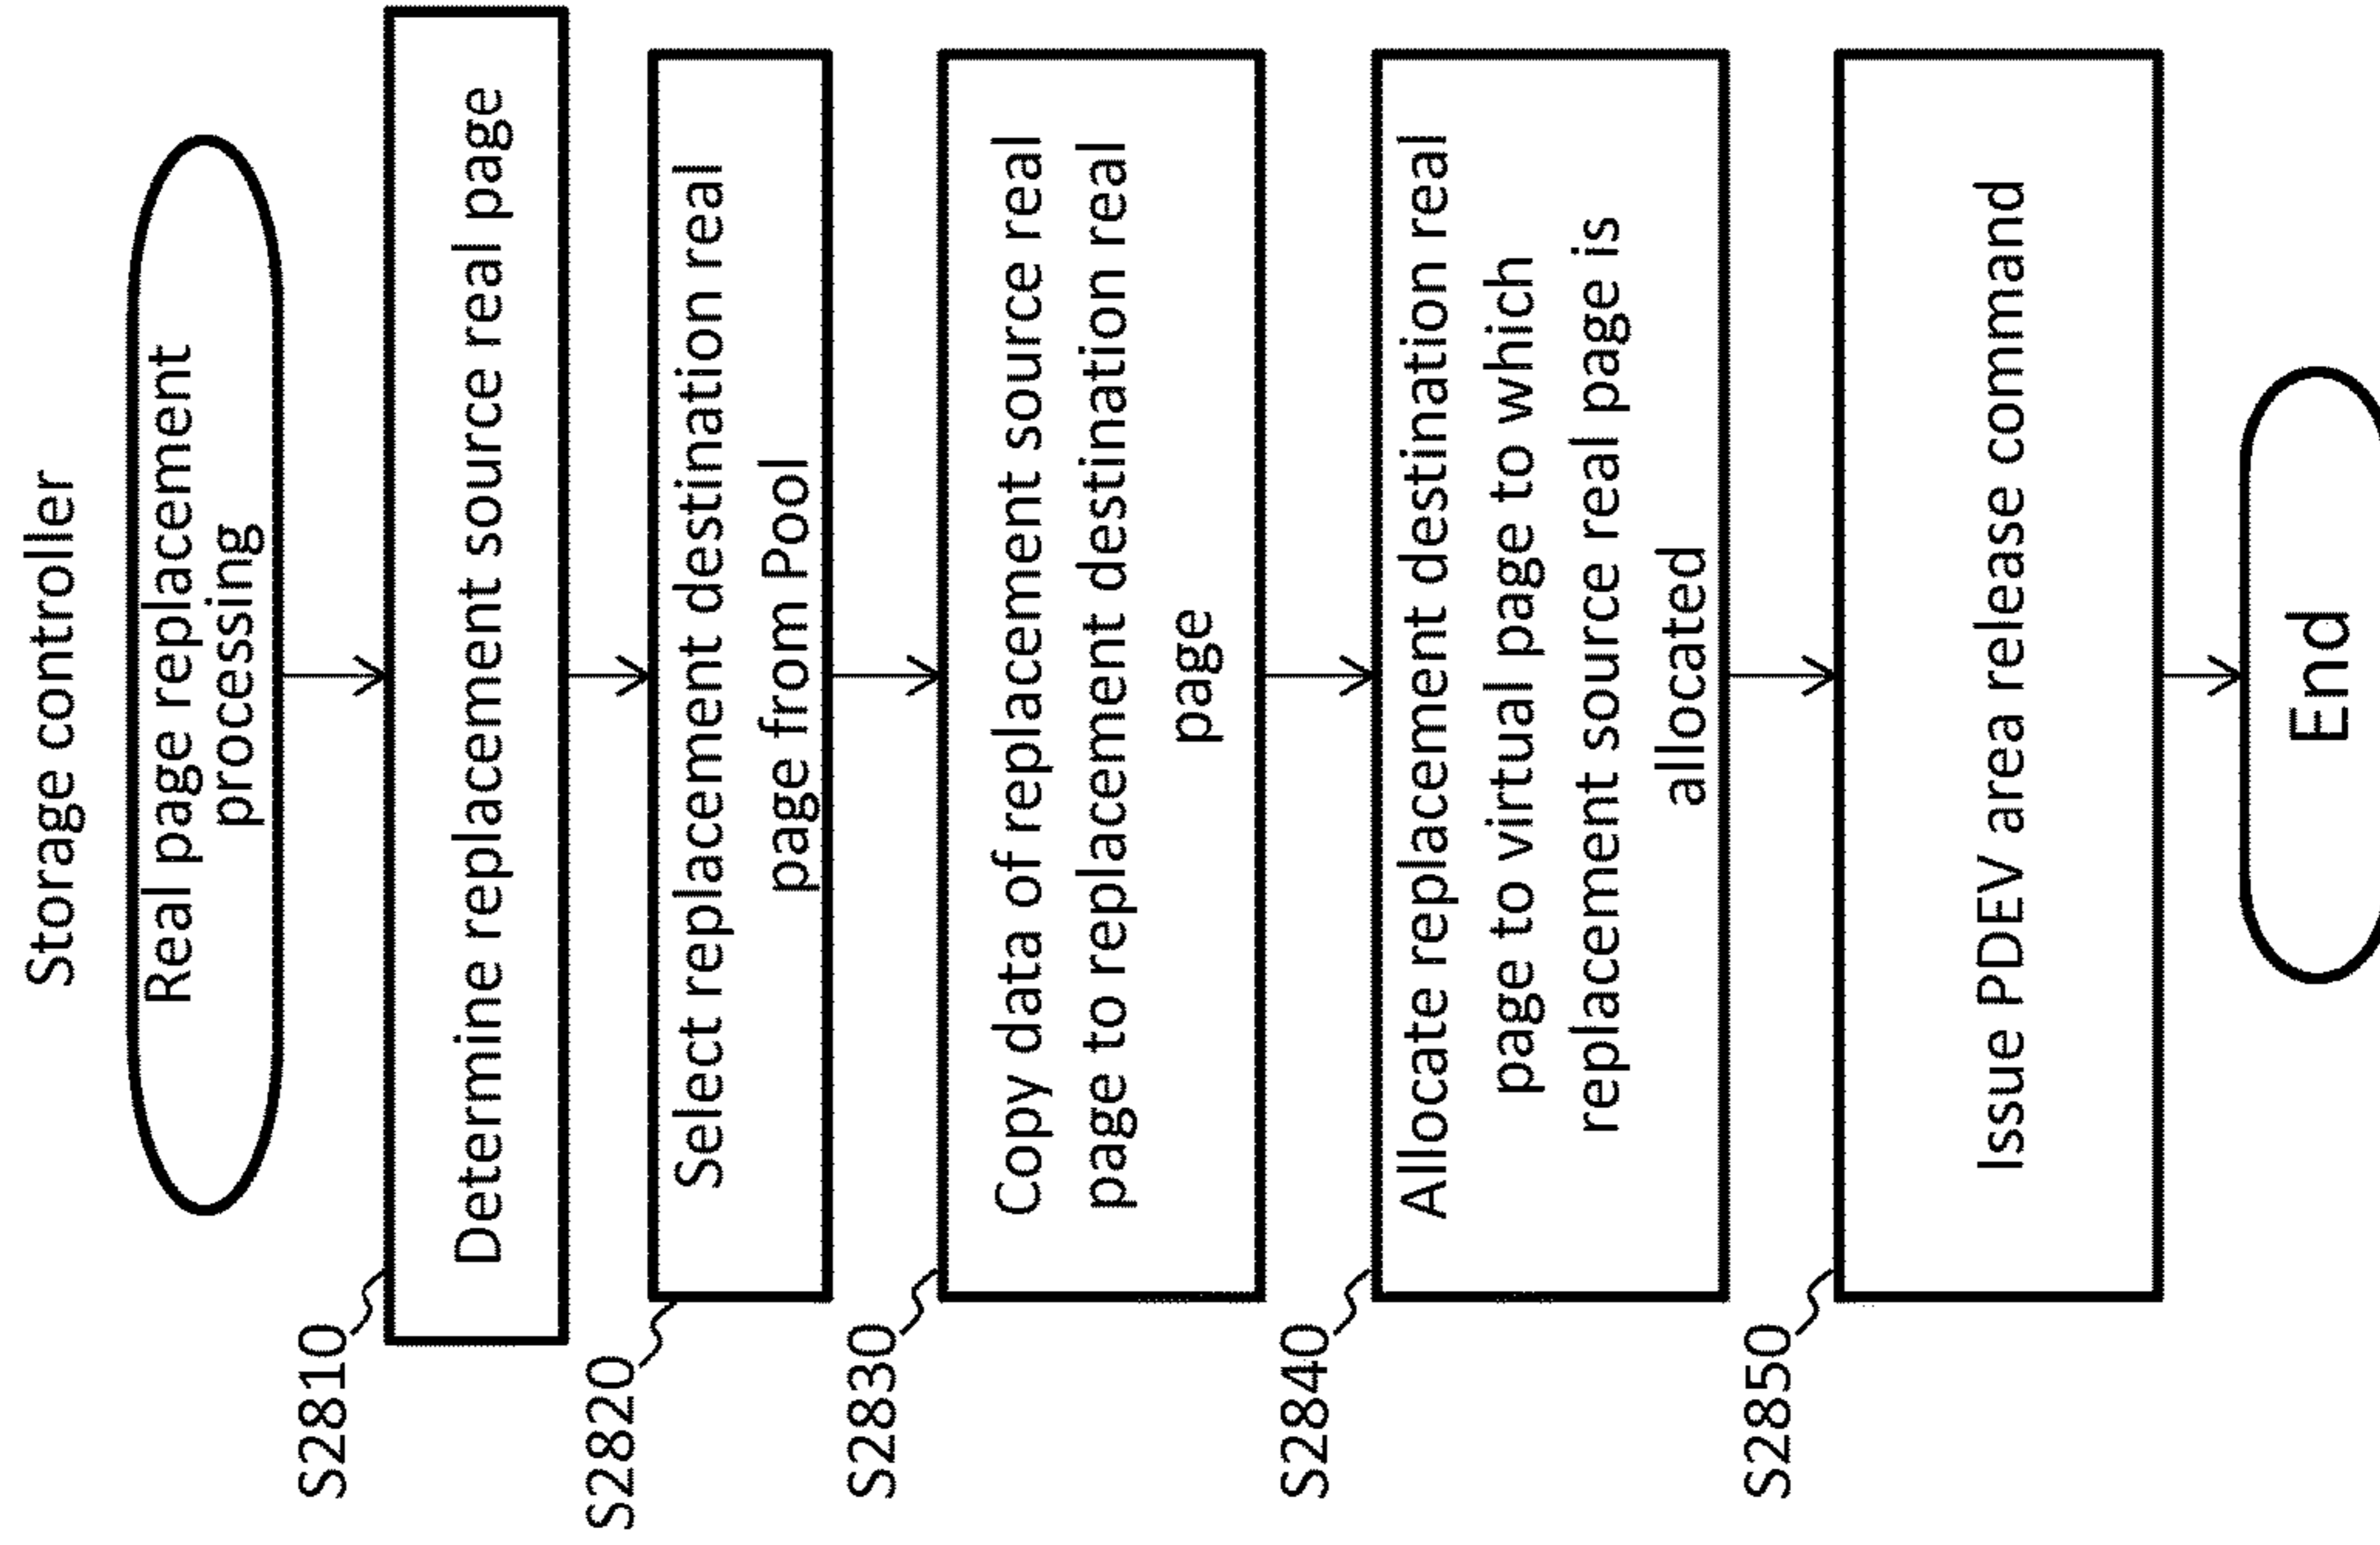 Storage controller
Real page replacement
processing
S2810
Determine replacement source real page
S2820
Select replacement destination real
page from Pool
S2830
Copy data of replacement source real
page to replacement destination real
page
S2840
Allocate replacement destination real
page to virtual page to which
replacement source real page is
allocated
S2850
Issue PDEV area release command
End